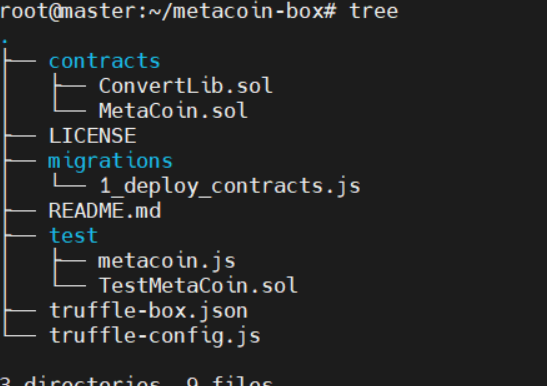 root@master:~/metacoin-box# tree
.
├── contracts
│   ├── ConvertLib.sol
│   └── MetaCoin.sol
├── LICENSE
├── migrations
│   └── 1_deploy_contracts.js
├── README.md
├── test
│   ├── metacoin.js
│   └── TestMetaCoin.sol
├── truffle-box.json
└── truffle-config.js
3 directories, 9 files